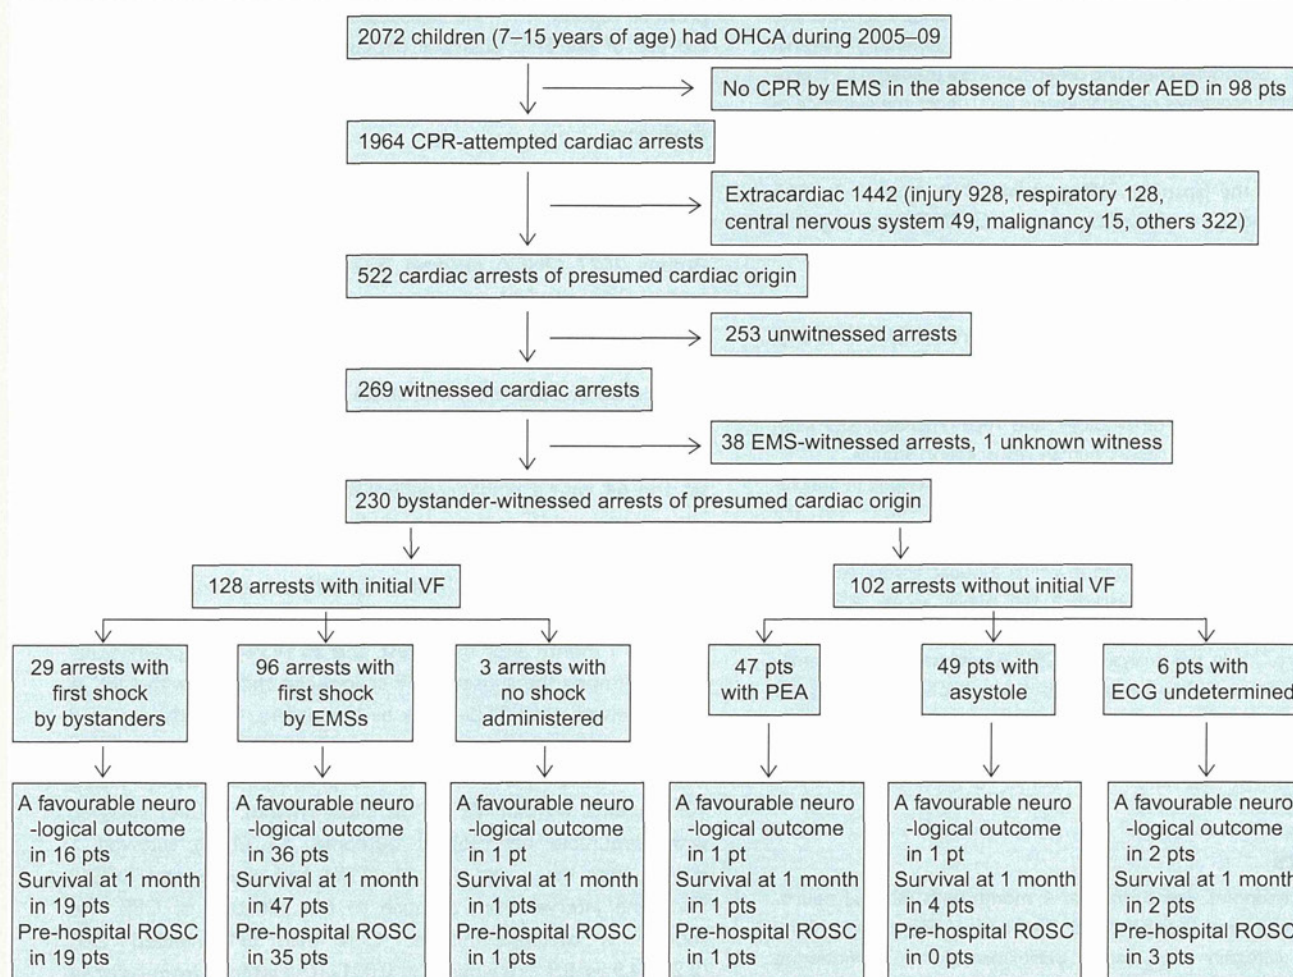 2072 children (7–15 years of age) had OHCA during 2005–09
No CPR by EMS in the absence of bystander AED in 98 pts
1964 CPR-attempted cardiac arrests
Extracardiac 1442 (injury 928, respiratory 128,
central nervous system 49, malignancy 15, others 322)
522 cardiac arrests of presumed cardiac origin
253 unwitnessed arrests
269 witnessed cardiac arrests
38 EMS-witnessed arrests, 1 unknown witness
230 bystander-witnessed arrests of presumed cardiac origin
128 arrests with initial VF
102 arrests without initial VF
29 arrests with
first shock
by bystanders
96 arrests with
first shock
by EMSs
3 arrests with
no shock
administered
47 pts
with PEA
49 pts with
asystole
6 pts with
ECG undetermined
A favourable neuro
-logical outcome
in 16 pts
Survival at 1 month
in 19 pts
Pre-hospital ROSC
in 19 pts
A favourable neuro
-logical outcome
in 36 pts
Survival at 1 month
in 47 pts
Pre-hospital ROSC
in 35 pts
A favourable neuro
-logical outcome
in 1 pt
Survival at 1 month
in 1 pts
Pre-hospital ROSC
in 1 pts
A favourable neuro
-logical outcome
in 1 pt
Survival at 1 month
in 1 pts
Pre-hospital ROSC
in 1 pts
A favourable neuro
-logical outcome
in 1 pt
Survival at 1 month
in 4 pts
Pre-hospital ROSC
in 0 pts
A favourable neuro
-logical outcome
in 2 pts
Survival at 1 month
in 2 pts
Pre-hospital ROSC
in 3 pts